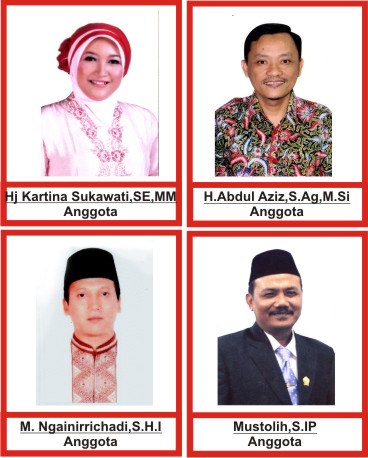 Hj Kartina Sukawati,SE,MM
Anggota
H.Abdul Aziz,S.Ag,M.Si
Anggota
M. Ngainirrichadi,S.H.I
Anggota
Mustolih,S.IP
Anggota